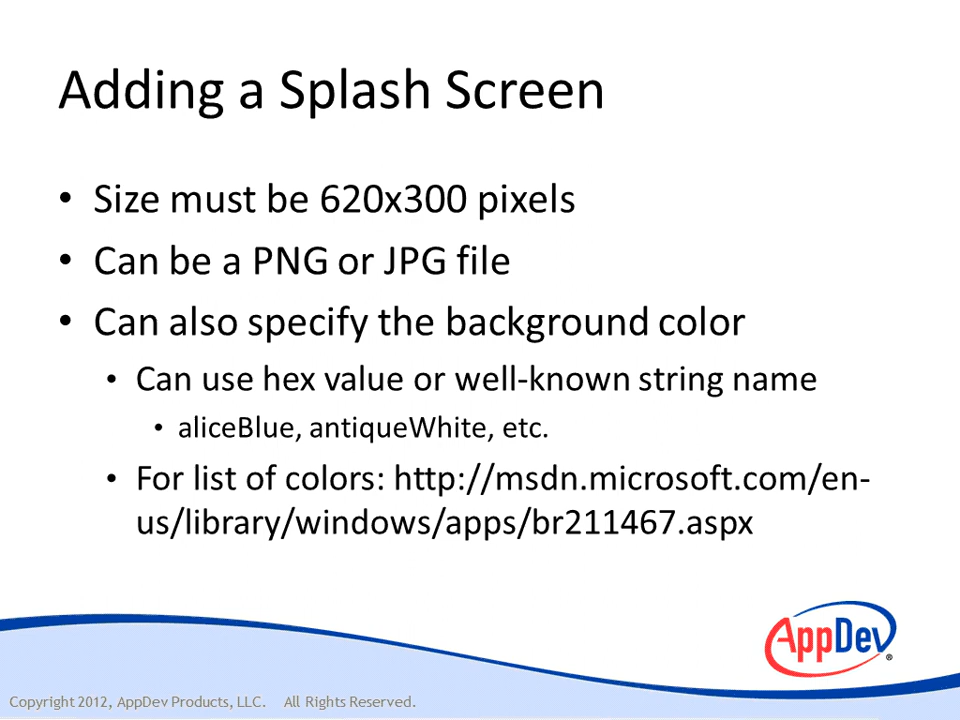 Adding a Splash Screen
• Size must be 620x300 pixels
• Can be a PNG or JPG file
• Can also specify the background color
• Can use hex value or well-known string name
• aliceBlue, antiqueWhite, etc.
• For list of colors: http://msdn.microsoft.com/en-
us/library/windows/apps/br211467.aspx
AppDev®
Copyright 2012, AppDev Products, LLC. All Rights Reserved.